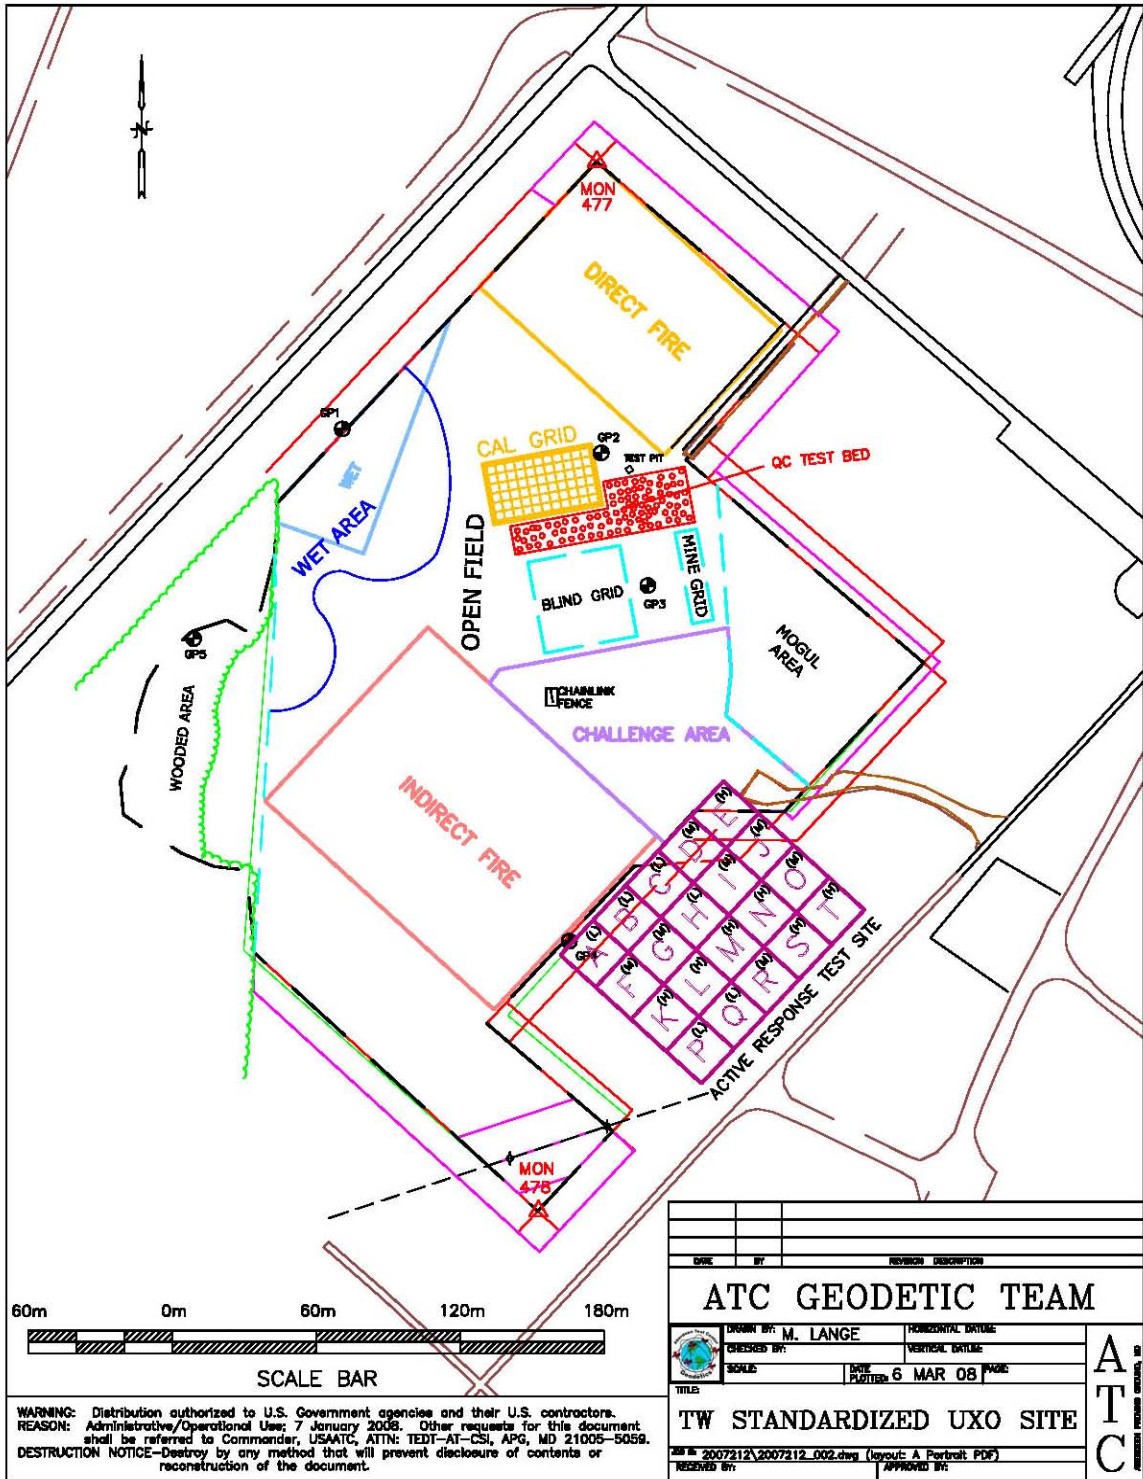 N
MON
477
DIRECT FIRE
GP1
WET
WET AREA
CAL GRID
GP2
TEST PIT
QC TEST BED
OPEN FIELD
BLIND GRID
GP3
MINE GRID
MOGUL
AREA
GP5
WOODED AREA
CHAINLINK
FENCE
CHALLENGE AREA
INDIRECT FIRE
A (L)
B (L)
C (L)
D (M)
E (H)
F (M)
G (M)
H (L)
I (M)
J (M)
K (H)
L (H)
M (H)
N (H)
O (M)
P (L)
Q (L)
R (M)
S (H)
T (H)
ACTIVE RESPONSE TEST SITE
MON
478
60m 0m 60m 120m 180m
SCALE BAR
WARNING: Distribution authorized to U.S. Government agencies and their U.S. contractors.
REASON: Administrative/Operational Use; 7 January 2008. Other requests for this document
shall be referred to Commander, USAATC, ATTN: TEDT-AT-CSI, APG, MD 21005-5059.
DESTRUCTION NOTICE-Destroy by any method that will prevent disclosure of contents or
reconstruction of the document.
DATE BY REVISION DESCRIPTION
ATC GEODETIC TEAM
DRAWN BY: M. LANGE HORIZONTAL DATUM:
CHECKED BY: VERTICAL DATUM:
SCALE: DATE PLOTTED: 6 MAR 08 PAGE:
TITLE:
TW STANDARDIZED UXO SITE
JOB #: 2007212\2007212_002.dwg (layout: A Portrait PDF)
RECEIVED BY: APPROVED BY:
ATC